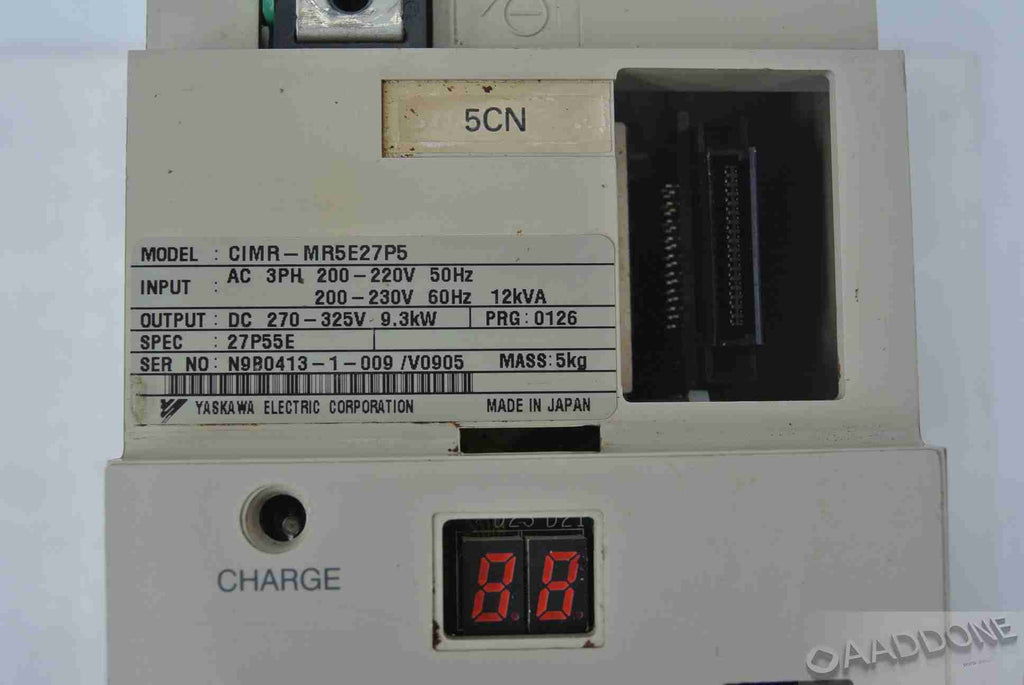 5CN
MODEL : CIMR-MR5E27P5
INPUT : AC 3PH 200-220V 50Hz
200-230V 60Hz 12kVA
OUTPUT : DC 270-325V 9.3kW PRG:0126
SPEC : 27P55E
SER NO: N9B0413-1-009 /V0905 MASS:5kg
YASKAWA ELECTRIC CORPORATION MADE IN JAPAN
D21
88
CHARGE
AADDONE